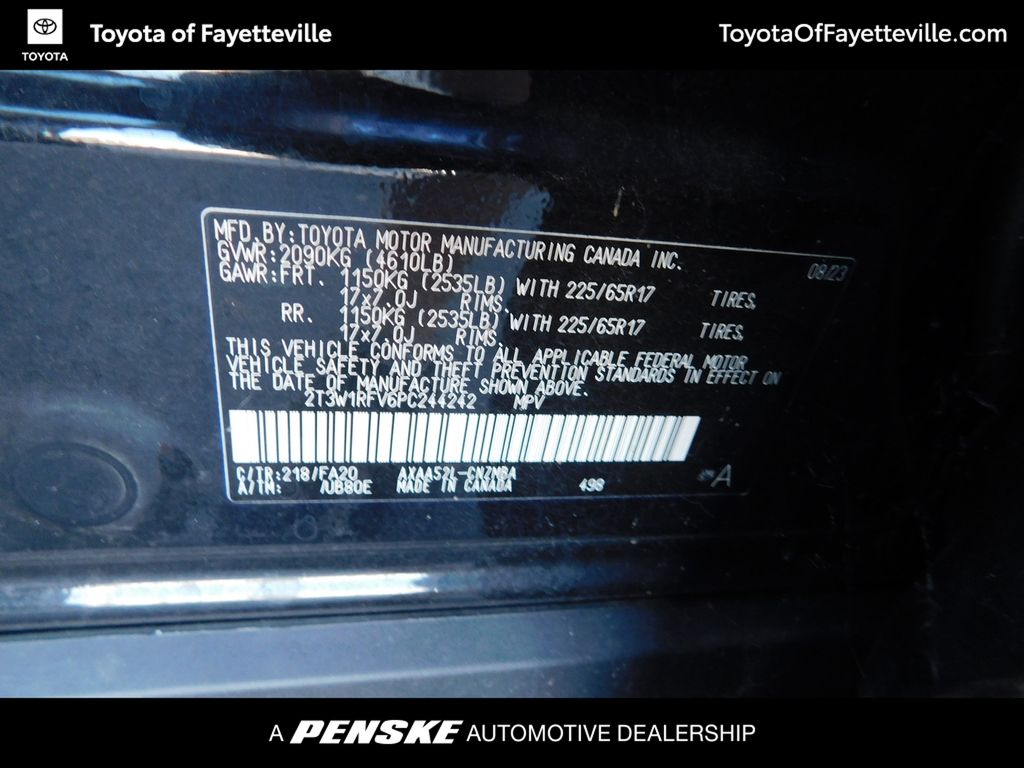 TOYOTA
Toyota of Fayetteville
ToyotaOfFayetteville.com
MFD.BY:TOYOTA MOTOR MANUFACTURING CANADA INC.
08/23
GVWR:2090KG (4610LB)
GAWR:FRT. 1150KG (2535LB) WITH 225/65R17 TIRES,
17x7.0J RIMS.
RR. 1150KG (2535LB) WITH 225/65R17 TIRES,
17x7.0J RIMS.
THIS VEHICLE CONFORMS TO ALL APPLICABLE FEDERAL MOTOR
VEHICLE SAFETY AND THEFT PREVENTION STANDARDS IN EFFECT ON
THE DATE OF MANUFACTURE SHOWN ABOVE.
2T3W1RFV6PC244242 MPV
C/TR:218/FA20 AXAA52L-CNZMBA
A/TM: /UB80E MADE IN CANADA 498
A
A PENSKE AUTOMOTIVE DEALERSHIP